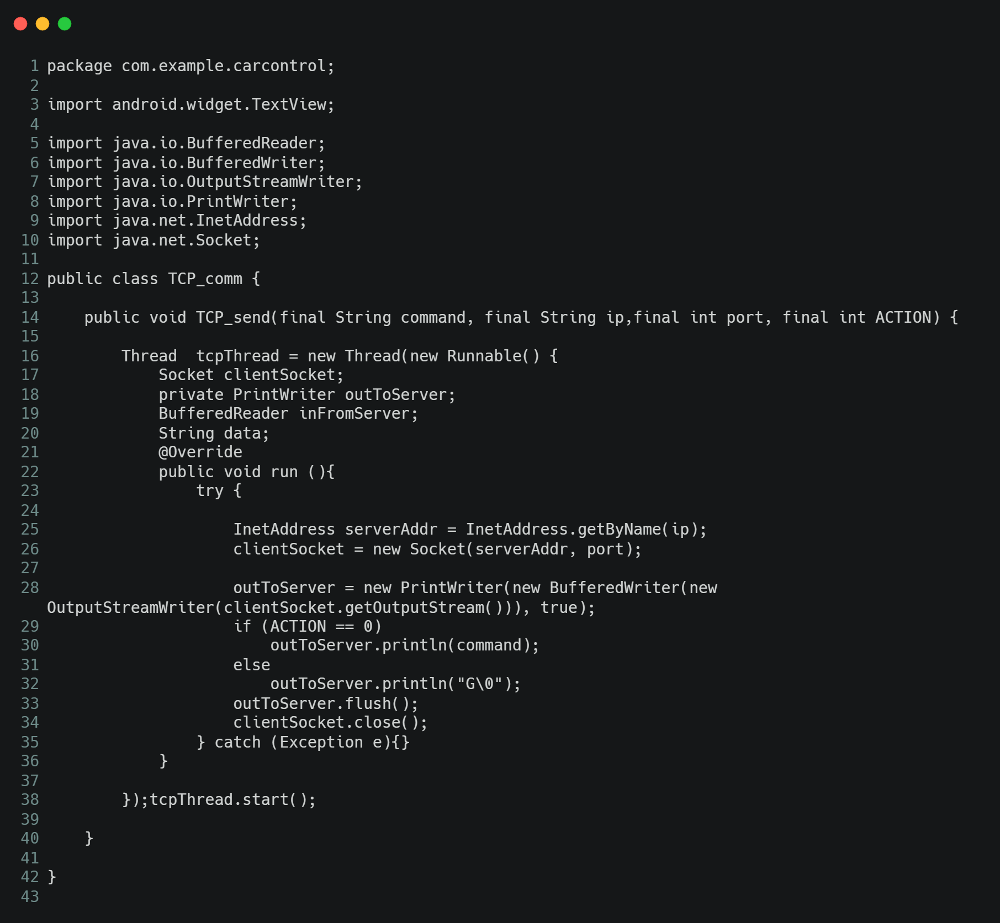 1 package com.example.carcontrol;
2
3 import android.widget.TextView;
4
5 import java.io.BufferedReader;
6 import java.io.BufferedWriter;
7 import java.io.OutputStreamWriter;
8 import java.io.PrintWriter;
9 import java.net.InetAddress;
10 import java.net.Socket;
11
12 public class TCP_comm {
13
14     public void TCP_send(final String command, final String ip,final int port, final int ACTION) {
15
16         Thread  tcpThread = new Thread(new Runnable() {
17             Socket clientSocket;
18             private PrintWriter outToServer;
19             BufferedReader inFromServer;
20             String data;
21             @Override
22             public void run (){
23                 try {
24
25                     InetAddress serverAddr = InetAddress.getByName(ip);
26                     clientSocket = new Socket(serverAddr, port);
27
28                     outToServer = new PrintWriter(new BufferedWriter(new
OutputStreamWriter(clientSocket.getOutputStream())), true);
29                     if (ACTION == 0)
30                         outToServer.println(command);
31                     else
32                         outToServer.println("G\0");
33                     outToServer.flush();
34                     clientSocket.close();
35                 } catch (Exception e){}
36             }
37
38         });tcpThread.start();
39
40     }
41
42 }
43